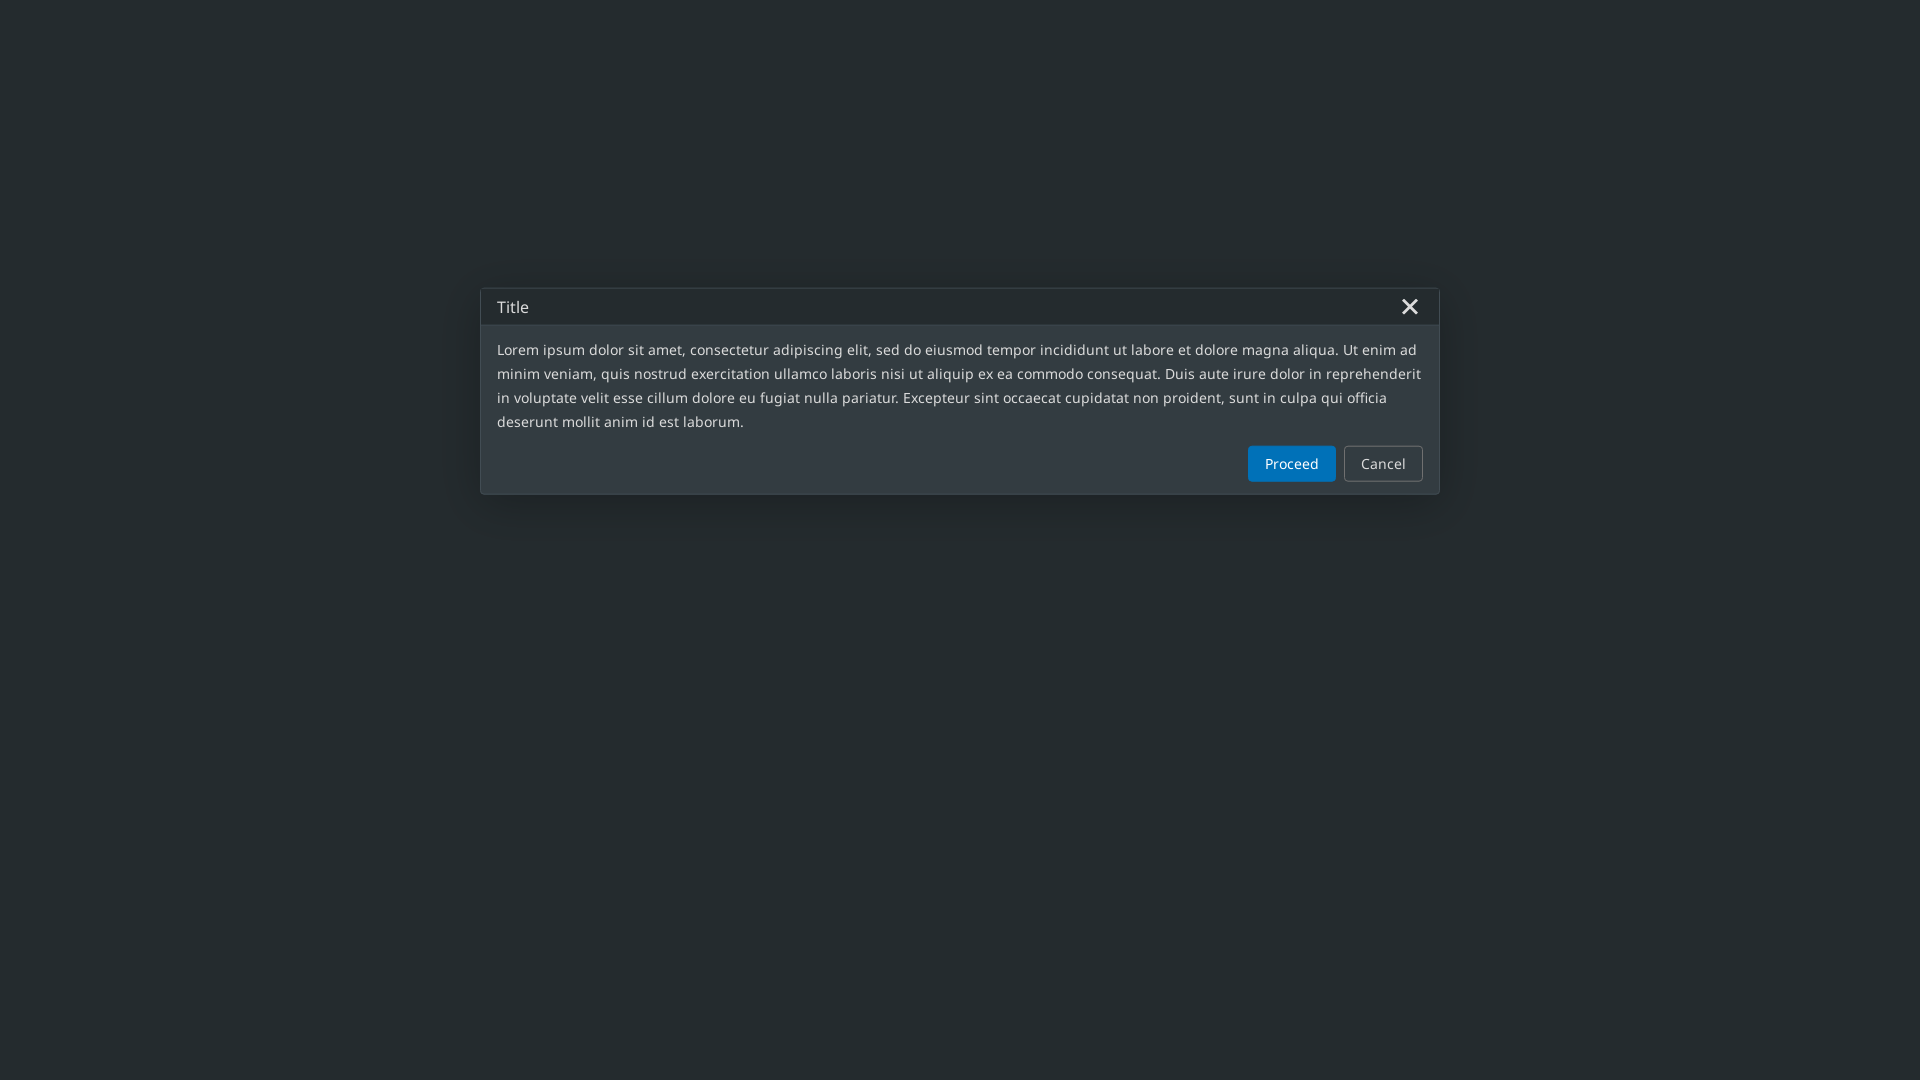 Title
Lorem ipsum dolor sit amet, consectetur adipiscing elit, sed do eiusmod tempor incididunt ut labore et dolore magna aliqua. Ut enim ad
minim veniam, quis nostrud exercitation ullamco laboris nisi ut aliquip ex ea commodo consequat. Duis aute irure dolor in reprehenderit
in voluptate velit esse cillum dolore eu fugiat nulla pariatur. Excepteur sint occaecat cupidatat non proident, sunt in culpa qui officia
deserunt mollit anim id est laborum.
Proceed Cancel